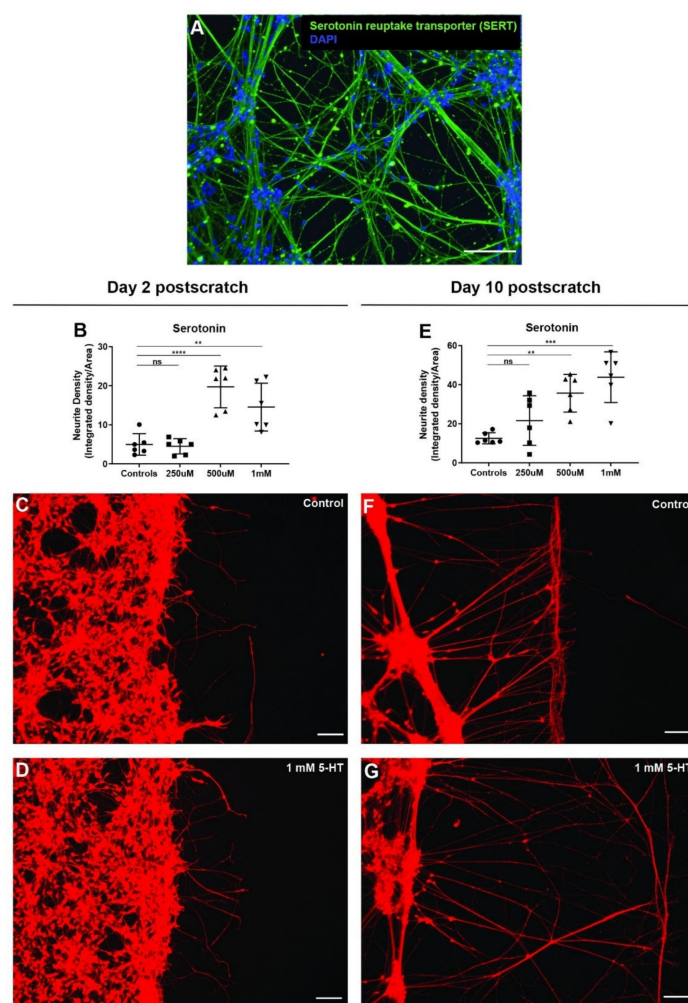 A
Serotonin reuptake transporter (SERT)
DAPI
Day 2 postscratch
Day 10 postscratch
B
Serotonin
**
****
ns
Neurite Density
(Integrated density/Area)
30
20
10
0
Controls 250uM 500uM 1mM
E
Serotonin
***
**
ns
Neurite density
(Integrated density/Area)
60
40
20
0
Controls 250uM 500uM 1mM
C
Control
F
Control
D
1 mM 5-HT
G
1 mM 5-HT